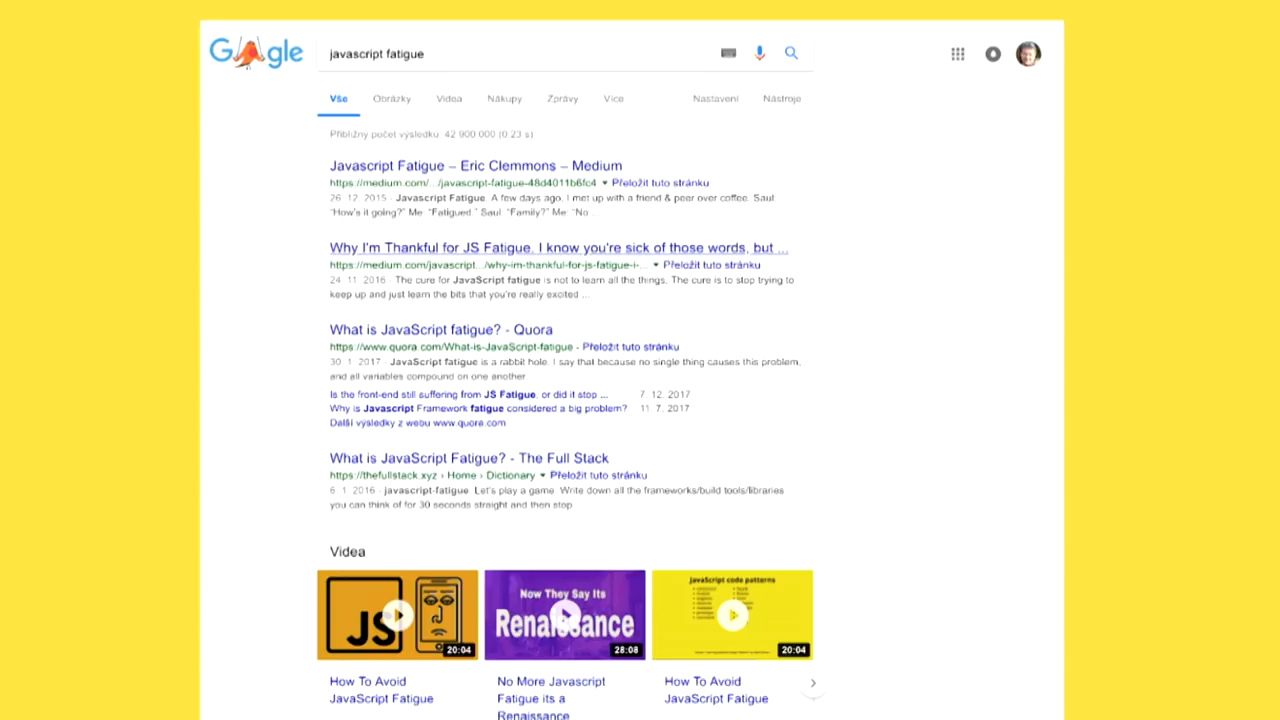 Google
javascript fatigue
Vše Obrázky Videa Nákupy Zprávy Více Nastavení Nástroje
Přibližný počet výsledků: 42 900 000 (0.23 s)
Javascript Fatigue – Eric Clemmons – Medium
https://medium.com/.../javascript-fatigue-48d4011b6fc4 Přeložit tuto stránku
26. 12. 2015 - Javascript Fatigue. A few days ago, I met up with a friend & peer over coffee. Saul:
"How's it going?" Me: "Fatigued." Saul: "Family?" Me: "No ...
Why I'm Thankful for JS Fatigue. I know you're sick of those words, but ...
https://medium.com/javascript.../why-im-thankful-for-js-fatigue-i-... Přeložit tuto stránku
24. 11. 2016 - The cure for JavaScript fatigue is not to learn all the things. The cure is to stop trying to
keep up and just learn the bits that you're really excited ...
What is JavaScript fatigue? - Quora
https://www.quora.com/What-is-JavaScript-fatigue - Přeložit tuto stránku
30. 1. 2017 - JavaScript fatigue is a rabbit hole. I say that because no single thing causes this problem,
and all variables compound on one another
Is the front-end still suffering from JS Fatigue, or did it stop ... 7. 12. 2017
Why is Javascript Framework fatigue considered a big problem? 11. 7. 2017
Další výsledky z webu www.quora.com
What is JavaScript Fatigue? - The Full Stack
https://thefullstack.xyz › Home › Dictionary Přeložit tuto stránku
6. 1. 2016 - javascript-fatigue. Let's play a game. Write down all the frameworks/build tools/libraries
you can think of for 30 seconds straight and then stop
Videa
JS
20:04
Now They Say Its
Renaissance
28:08
JavaScript code patterns
20:04
How To Avoid
JavaScript Fatigue
No More Javascript
Fatigue its a
Renaissance
How To Avoid
JavaScript Fatigue